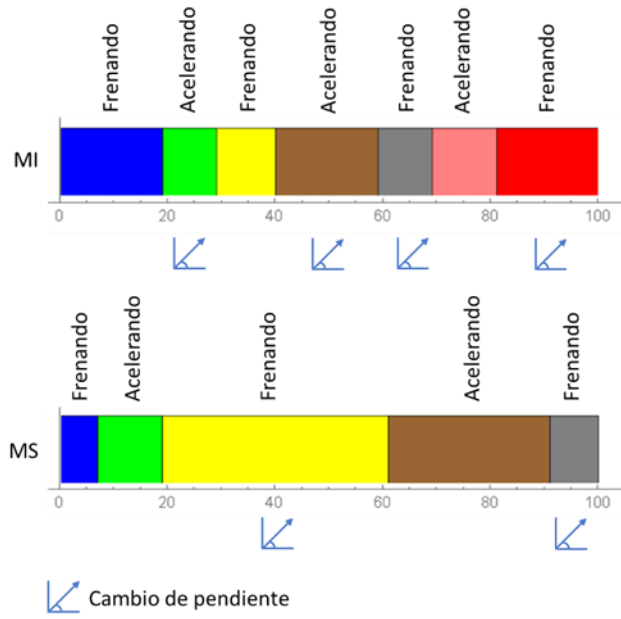 Frenando
Acelerando
Frenando
Acelerando
Frenando
Acelerando
Frenando
MI
0 20 40 60 80 100
Frenando
Acelerando
Frenando
Acelerando
Frenando
MS
0 20 40 60 80 100
Cambio de pendiente